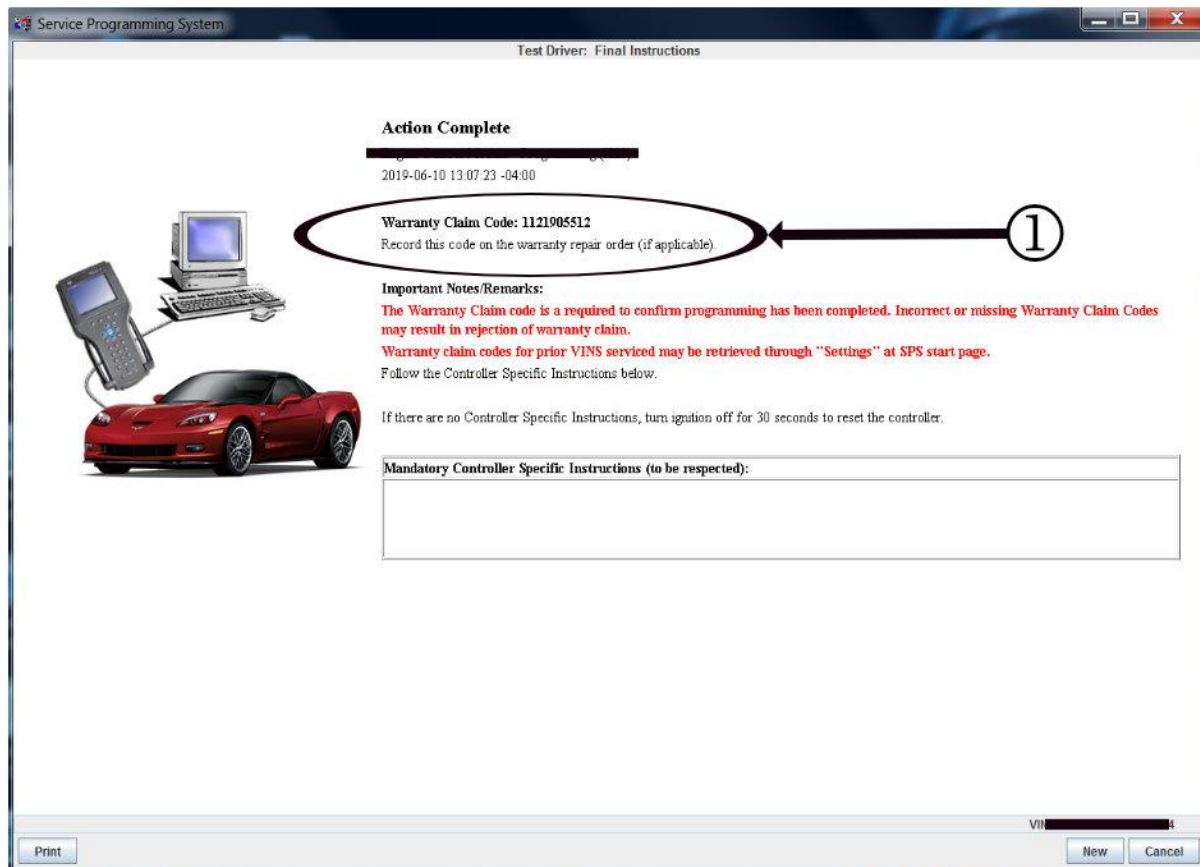 Service Programming System
Test Driver: Final Instructions
Action Complete
2019-06-10 13:07:23 -04:00
Warranty Claim Code: 1121905512
Record this code on the warranty repair order (if applicable).
1
Important Notes/Remarks:
The Warranty Claim code is a required to confirm programming has been completed. Incorrect or missing Warranty Claim Codes
may result in rejection of warranty claim.
Warranty claim codes for prior VINS serviced may be retrieved through "Settings" at SPS start page.
Follow the Controller Specific Instructions below.
If there are no Controller Specific Instructions, turn ignition off for 30 seconds to reset the controller.
Mandatory Controller Specific Instructions (to be respected):
4
Print
New
Cancel